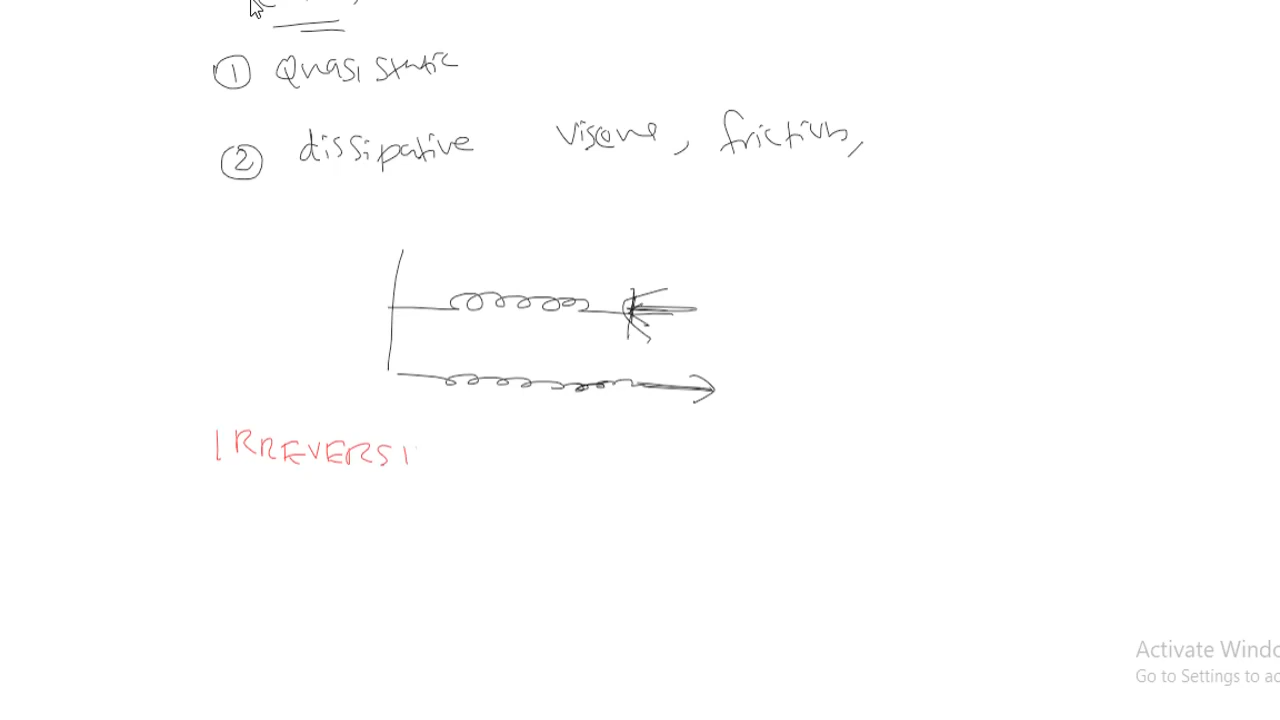 ① Quasi static
② dissipative viscous, friction,
IRREVERSI
Activate Windo
Go to Settings to ac